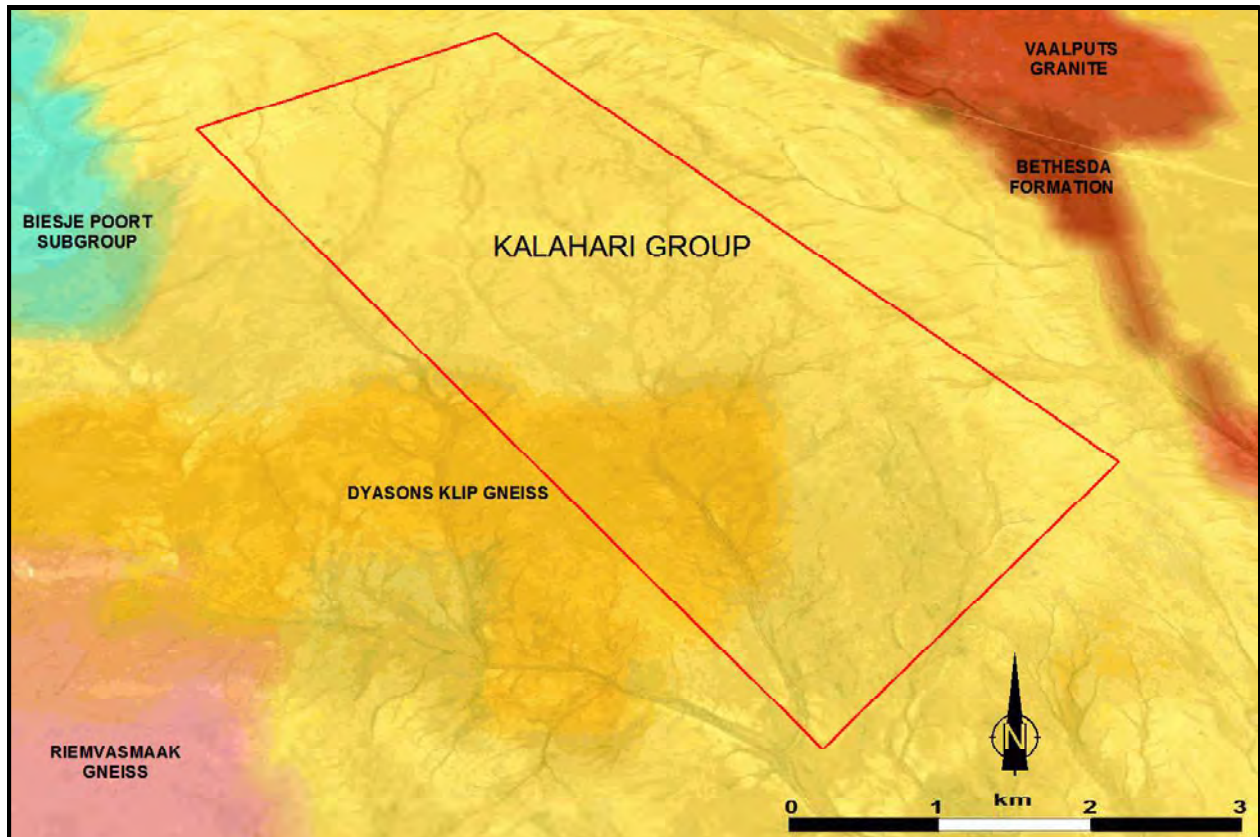 VAALPUTS
GRANITE
BETHESDA
FORMATION
BIESJE POORT
SUBGROUP
KALAHARI GROUP
DYASONS KLIP GNEISS
RIEMVASMAAK
GNEISS
N
km
0 1 2 3